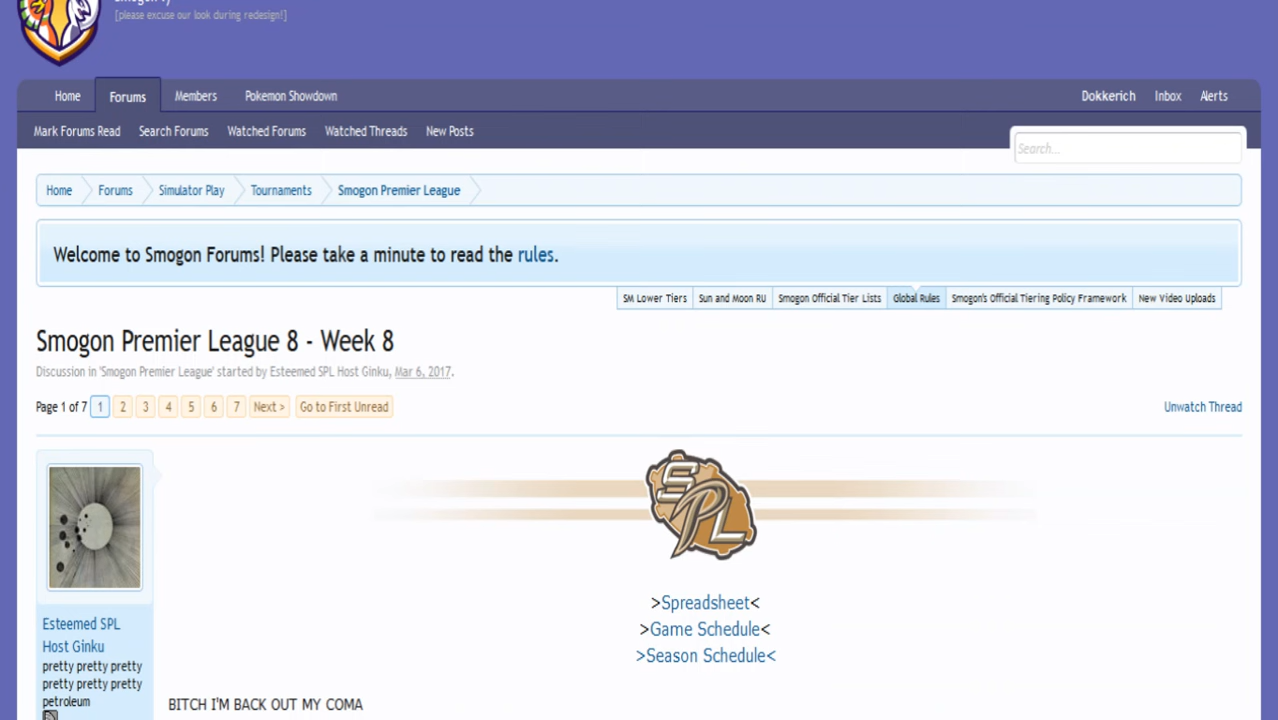 [please excuse our look during redesign!]
Home Forums Members Pokemon Showdown Dokkerich Inbox Alerts
Mark Forums Read Search Forums Watched Forums Watched Threads New Posts
Search...
Home Forums Simulator Play Tournaments Smogon Premier League
Welcome to Smogon Forums! Please take a minute to read the rules.
SM Lower Tiers Sun and Moon RU Smogon Official Tier Lists Global Rules Smogon's Official Tiering Policy Framework New Video Uploads
Smogon Premier League 8 - Week 8
Discussion in 'Smogon Premier League' started by Esteemed SPL Host Ginku, Mar 6, 2017.
Page 1 of 7 1 2 3 4 5 6 7 Next > Go to First Unread Unwatch Thread
SPL
>Spreadsheet<
>Game Schedule<
>Season Schedule<
Esteemed SPL
Host Ginku
pretty pretty pretty
pretty pretty pretty
petroleum
BITCH I'M BACK OUT MY COMA